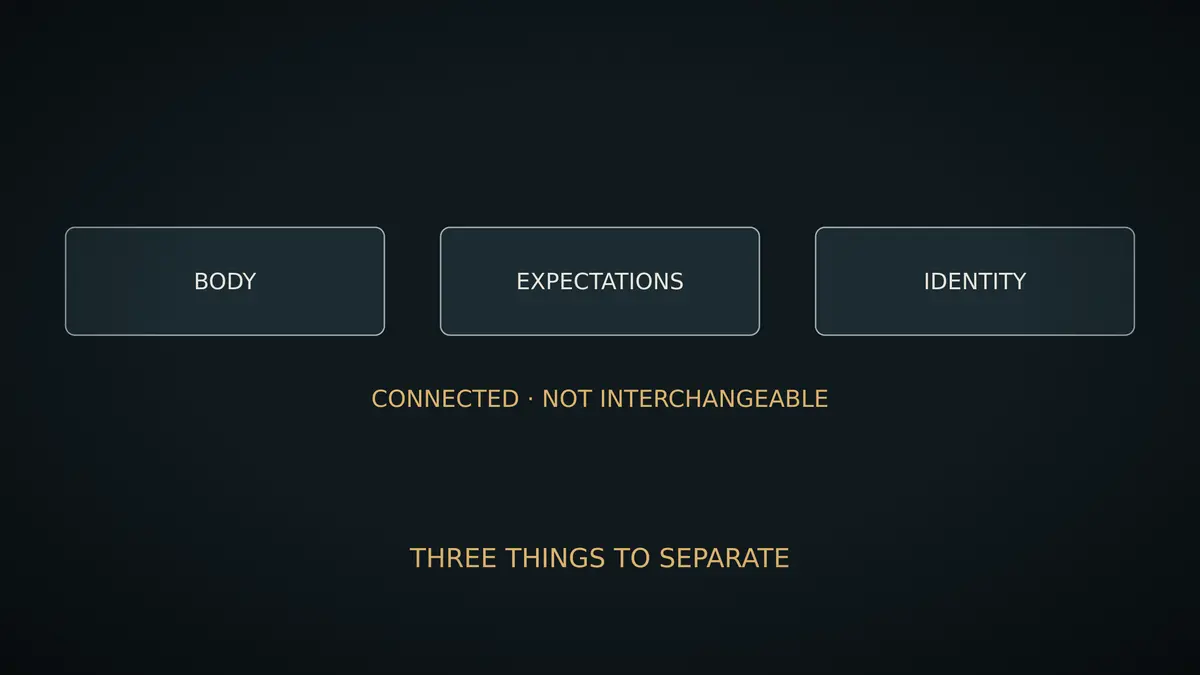 BODY
EXPECTATIONS
IDENTITY
CONNECTED · NOT INTERCHANGEABLE
THREE THINGS TO SEPARATE